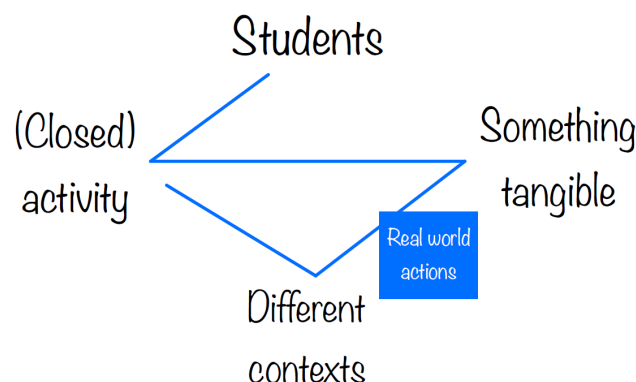 Students
(Closed)
activity
Something
tangible
Real world
actions
Different
contexts